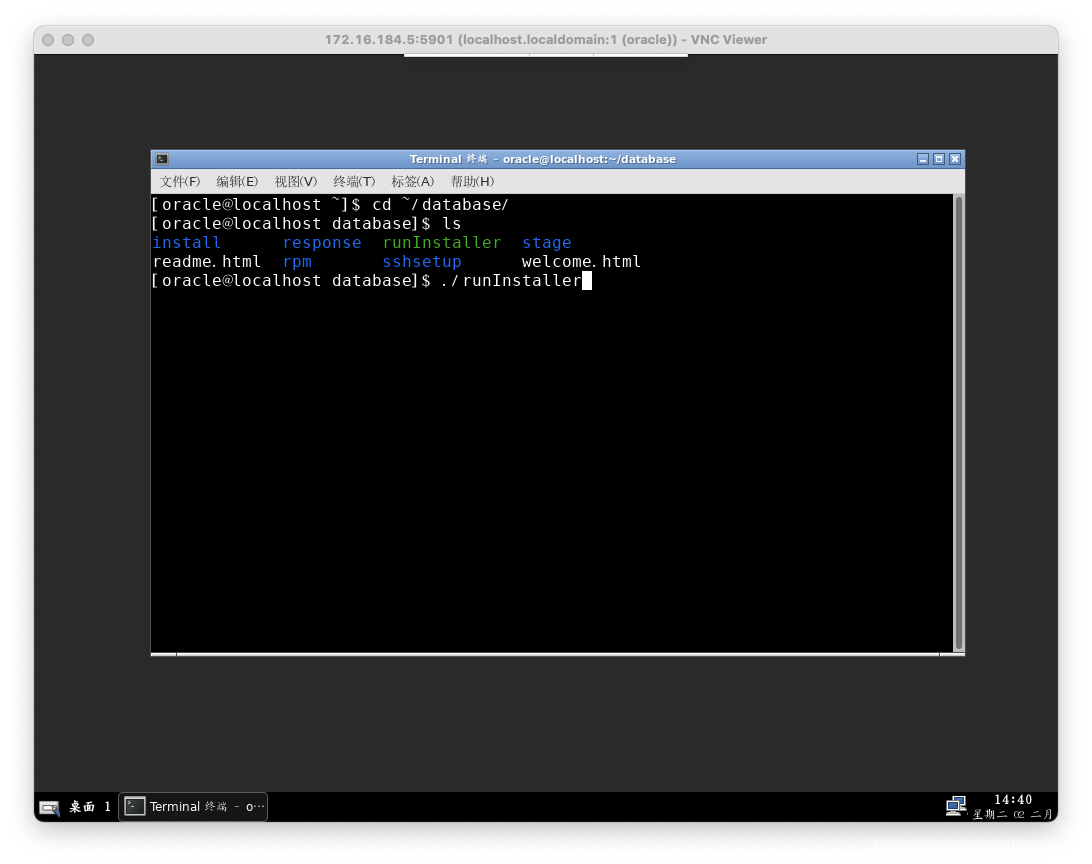 172.16.184.5:5901 (localhost.localdomain:1 (oracle)) - VNC Viewer
Terminal 终端 - oracle@localhost:~/database
文件(F) 编辑(E) 视图(V) 终端(T) 标签(A) 帮助(H)
[oracle@localhost ~]$ cd ~/database/
[oracle@localhost database]$ ls
install response runInstaller stage
readme.html rpm sshsetup welcome.html
[oracle@localhost database]$ ./runInstaller
桌面 1 Terminal 终端 - o…
14:40
星期二 02 二月